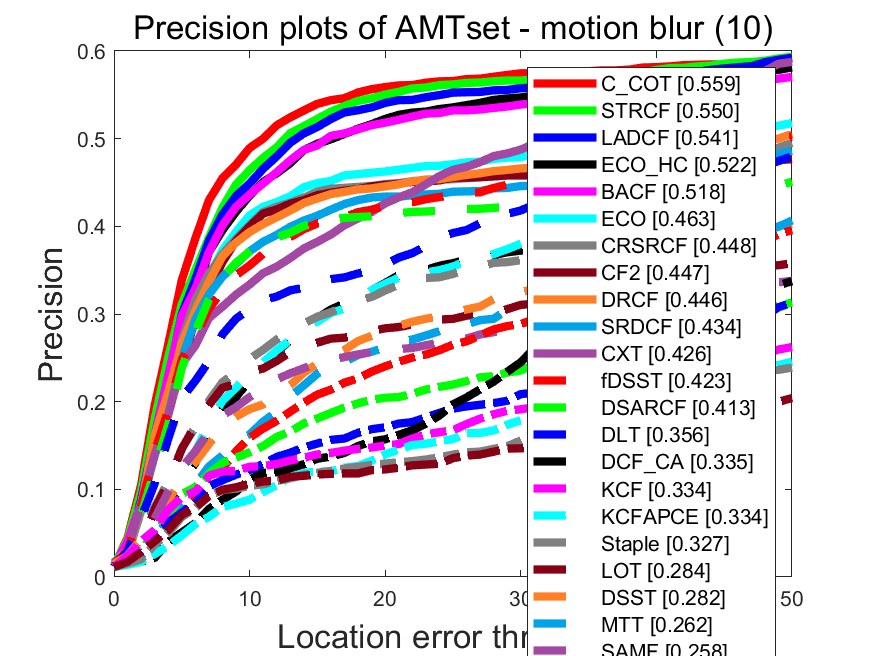 Precision plots of AMTset - motion blur (10)
0.6
0.5
0.4
0.3
0.2
0.1
0
Precision
0
10
20
30
50
Location error thr
C_COT [0.559]
STRCF [0.550]
LADCF [0.541]
ECO_HC [0.522]
BACF [0.518]
ECO [0.463]
CRSRCF [0.448]
CF2 [0.447]
DRCF [0.446]
SRDCF [0.434]
CXT [0.426]
fDSST [0.423]
DSARCF [0.413]
DLT [0.356]
DCF_CA [0.335]
KCF [0.334]
KCFAPCE [0.334]
Staple [0.327]
LOT [0.284]
DSST [0.282]
MTT [0.262]
SAMF [0.258]